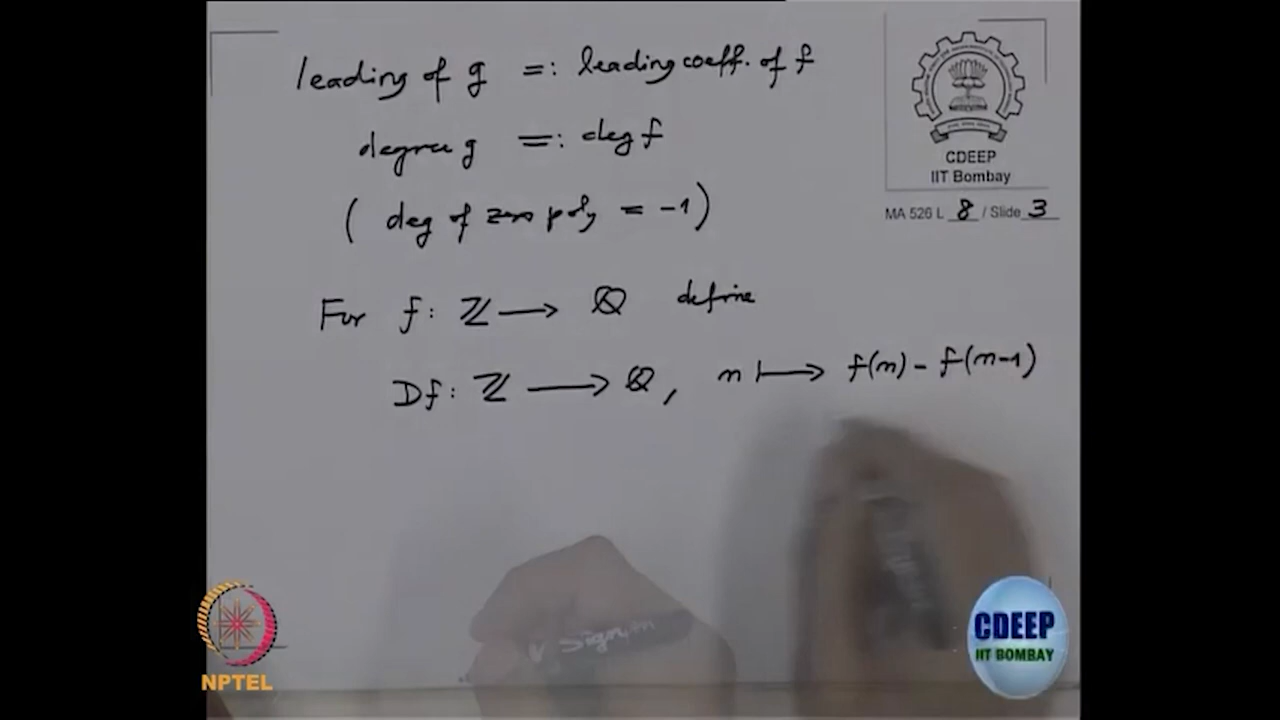 leading of g =: leading coeff. of f
degree g =: deg f
( deg of zero poly = -1 )
For f: ℤ ⟶ ℚ define
Df: ℤ ⟶ ℚ, n ⟼ f(n) - f(n-1)
CDEEP
IIT Bombay
MA 526 L 8 / Slide 3
NPTEL
CDEEP
IIT BOMBAY